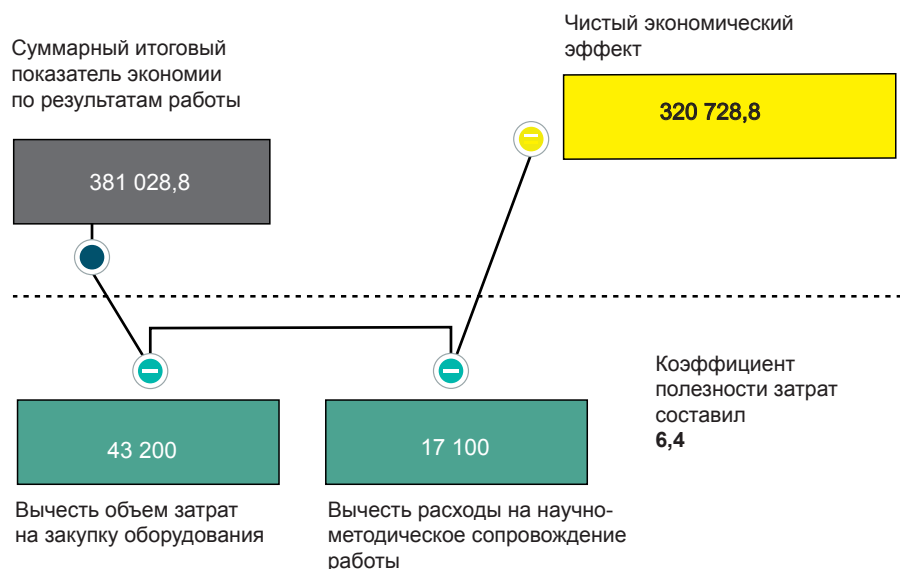 Суммарный итоговый
показатель экономии
по результатам работы
381 028,8
Чистый экономический
эффект
320 728,8
43 200
Вычесть объем затрат
на закупку оборудования
17 100
Вычесть расходы на научно-
методическое сопровождение
работы
Коэффициент
полезности затрат
составил
6,4